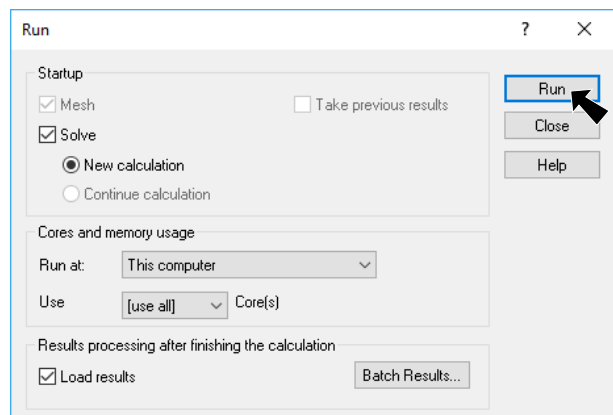 Run
?
Startup
Run
Mesh
Take previous results
Close
Solve
New calculation
Help
Continue calculation
Cores and memory usage
Run at: This computer
Use [use all] Core(s)
Results processing after finishing the calculation
Load results
Batch Results...